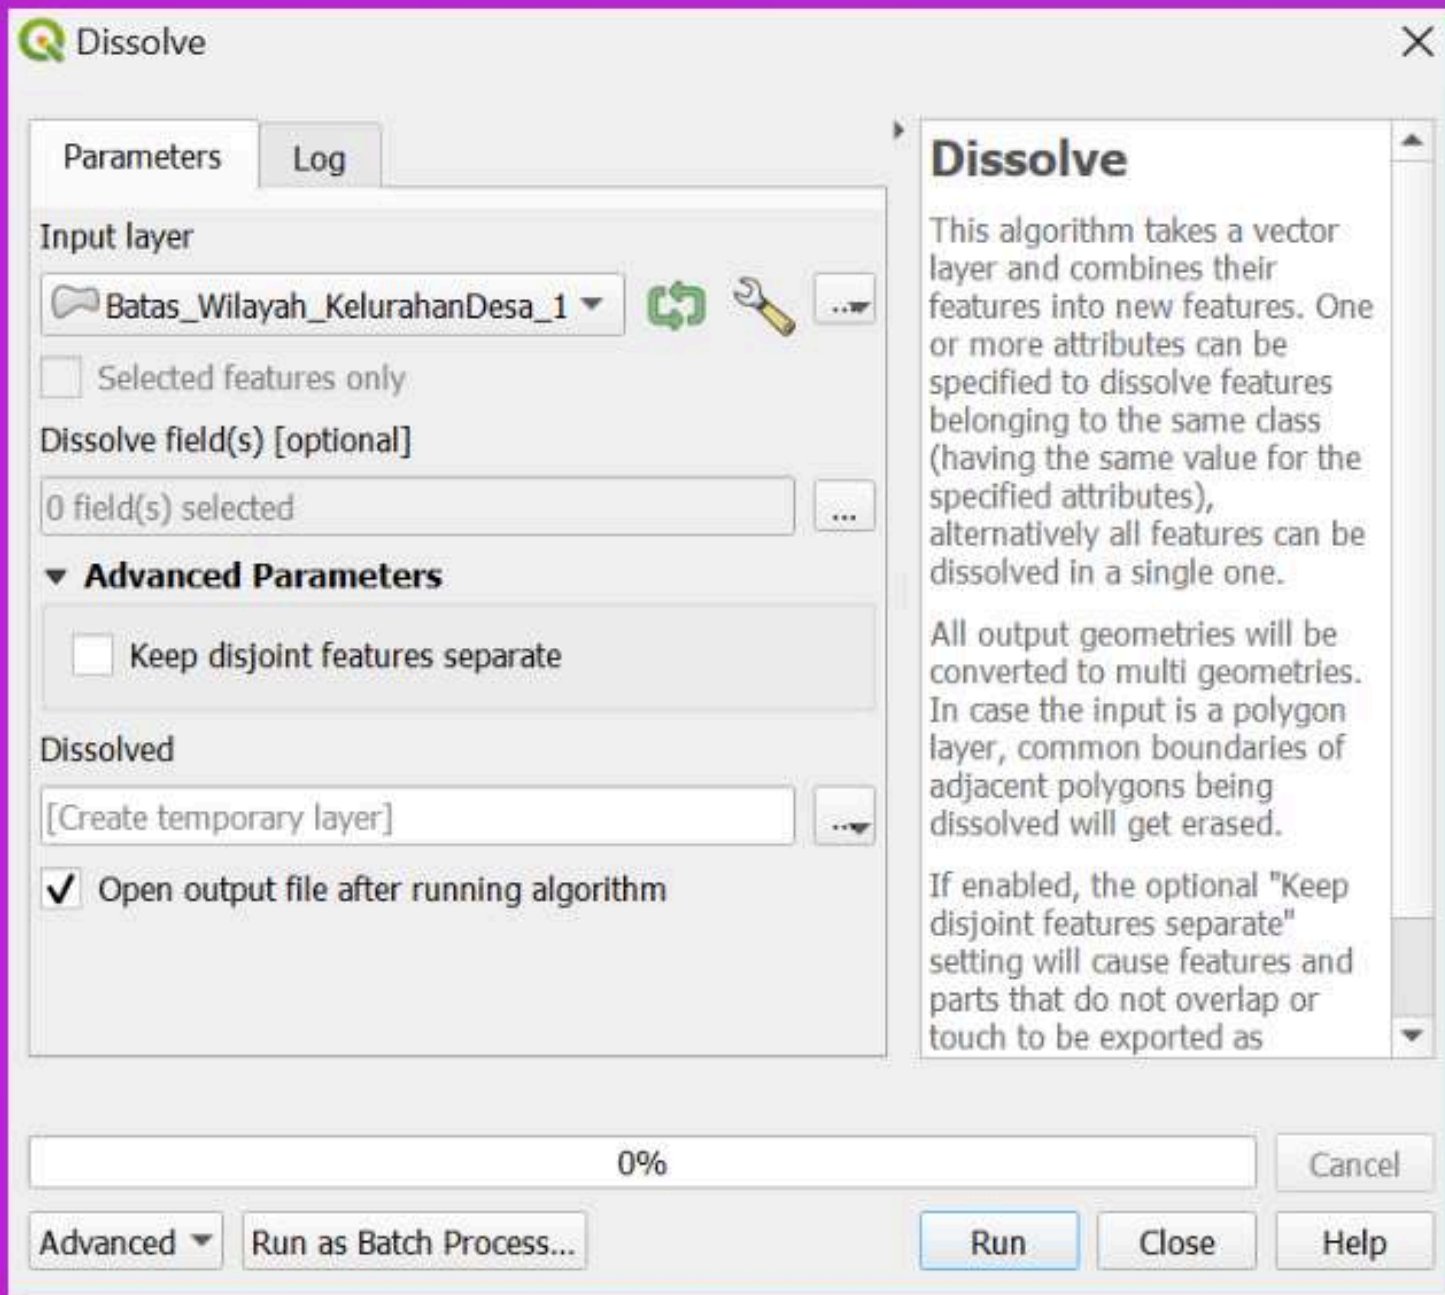 Dissolve
Parameters
Log
Input layer
Batas_Wilayah_KelurahanDesa_1
...
Selected features only
Dissolve field(s) [optional]
0 field(s) selected
...
Advanced Parameters
Keep disjoint features separate
Dissolved
[Create temporary layer]
...
Open output file after running algorithm
Dissolve
This algorithm takes a vector
layer and combines their
features into new features. One
or more attributes can be
specified to dissolve features
belonging to the same class
(having the same value for the
specified attributes),
alternatively all features can be
dissolved in a single one.
All output geometries will be
converted to multi geometries.
In case the input is a polygon
layer, common boundaries of
adjacent polygons being
dissolved will get erased.
If enabled, the optional "Keep
disjoint features separate"
setting will cause features and
parts that do not overlap or
touch to be exported as
0%
Cancel
Advanced
Run as Batch Process...
Run
Close
Help